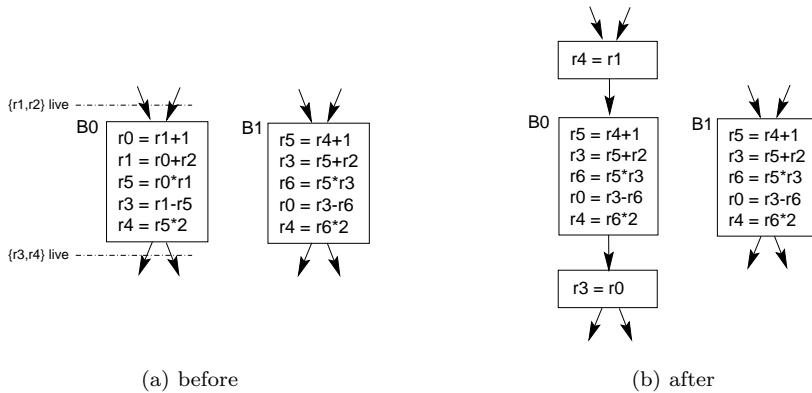 {r1,r2} live
B0
r0 = r1+1
r1 = r0+r2
r5 = r0*r1
r3 = r1-r5
r4 = r5*2
{r3,r4} live
B1
r5 = r4+1
r3 = r5+r2
r6 = r5*r3
r0 = r3-r6
r4 = r6*2
(a) before
r4 = r1
B0
r5 = r4+1
r3 = r5+r2
r6 = r5*r3
r0 = r3-r6
r4 = r6*2
r3 = r0
B1
r5 = r4+1
r3 = r5+r2
r6 = r5*r3
r0 = r3-r6
r4 = r6*2
(b) after